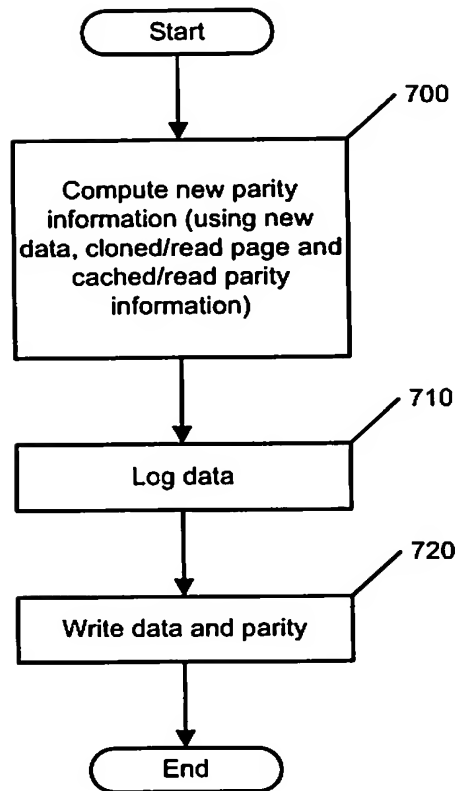 Start
700
Compute new parity
information (using new
data, cloned/read page and
cached/read parity
information)
710
Log data
720
Write data and parity
End